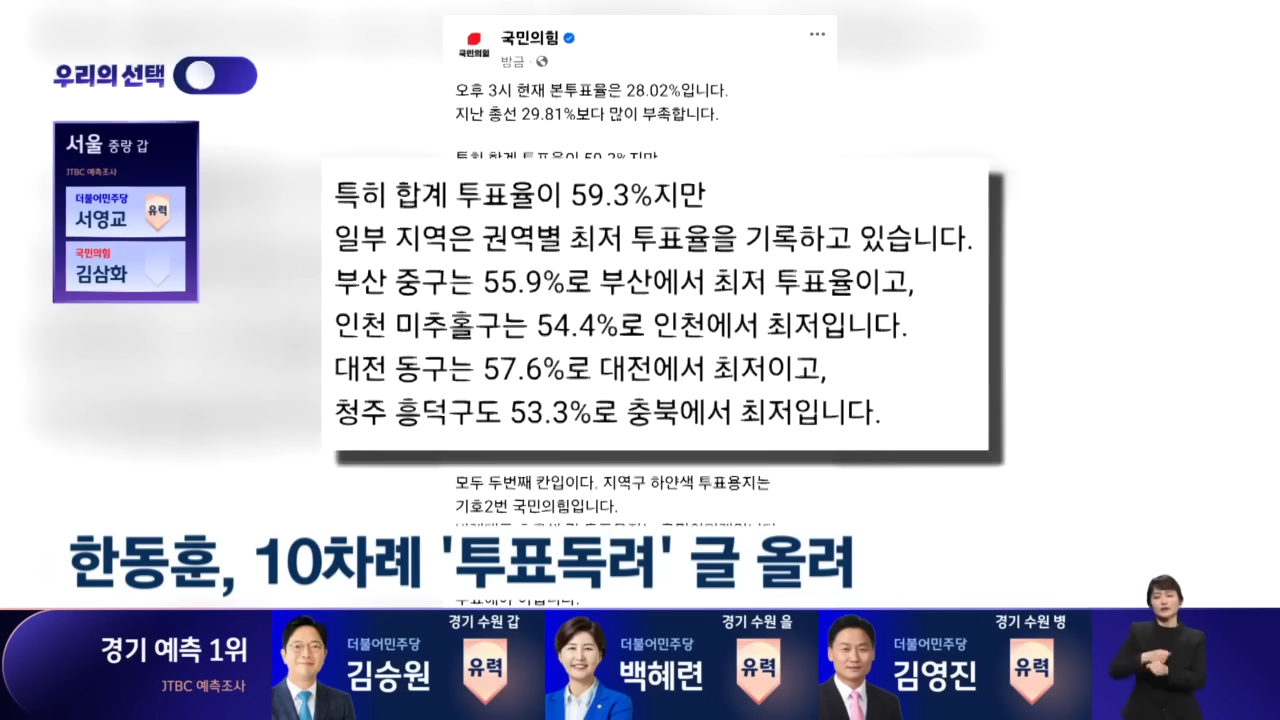 국민의힘
국민의힘
방금
오후 3시 현재 본투표율은 28.02%입니다.
지난 총선 29.81%보다 많이 부족합니다.
특히 합계 투표율이 59.3%지만
우리의 선택
서울 중랑 갑
JTBC 예측조사
더불어민주당
서영교
유력
국민의힘
김삼화
특히 합계 투표율이 59.3%지만
일부 지역은 권역별 최저 투표율을 기록하고 있습니다.
부산 중구는 55.9%로 부산에서 최저 투표율이고,
인천 미추홀구는 54.4%로 인천에서 최저입니다.
대전 동구는 57.6%로 대전에서 최저이고,
청주 흥덕구도 53.3%로 충북에서 최저입니다.
모두 두번째 칸입이다. 지역구 하얀색 투표용지는
기호2번 국민의힘입니다.
한동훈, 10차례 '투표독려' 글 올려
경기 예측 1위
JTBC 예측조사
경기 수원 갑
더불어민주당
김승원
유력
경기 수원 을
더불어민주당
백혜련
유력
경기 수원 병
더불어민주당
김영진
유력